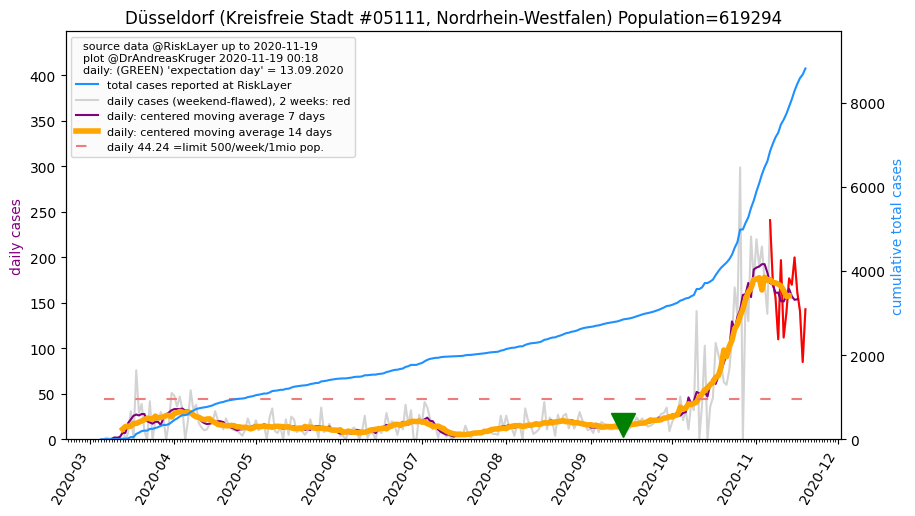 Düsseldorf (Kreisfreie Stadt #05111, Nordrhein-Westfalen) Population=619294
source data @RiskLayer up to 2020-11-19
plot @DrAndreasKruger 2020-11-19 00:18
daily: (GREEN) 'expectation day' = 13.09.2020
total cases reported at RiskLayer
daily cases (weekend-flawed), 2 weeks: red
daily: centered moving average 7 days
daily: centered moving average 14 days
daily 44.24 =limit 500/week/1mio pop.
daily cases
400
350
300
250
200
150
100
50
0
8000
6000
4000
2000
0
cumulative total cases
2020-03
2020-04
2020-05
2020-06
2020-07
2020-08
2020-09
2020-10
2020-11
2020-12